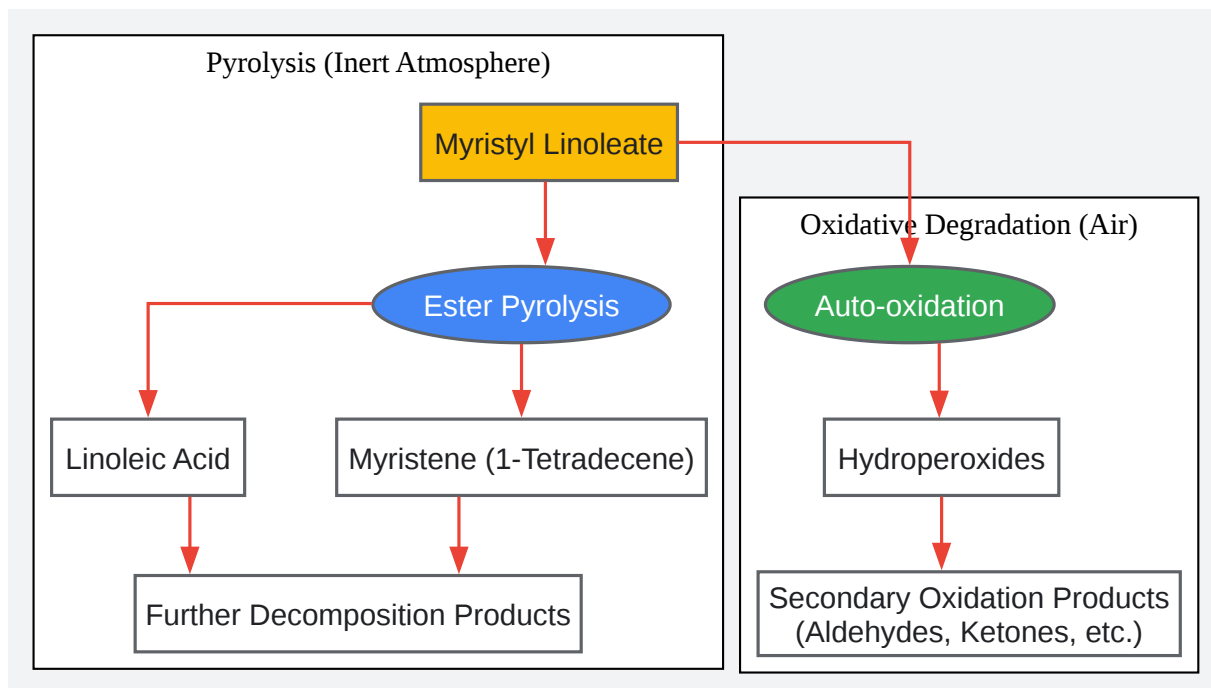 Pyrolysis (Inert Atmosphere)
Myristyl Linoleate
Oxidative Degradation (Air)
Ester Pyrolysis
Auto-oxidation
Linoleic Acid
Myristene (1-Tetradecene)
Hydroperoxides
Further Decomposition Products
Secondary Oxidation Products
(Aldehydes, Ketones, etc.)